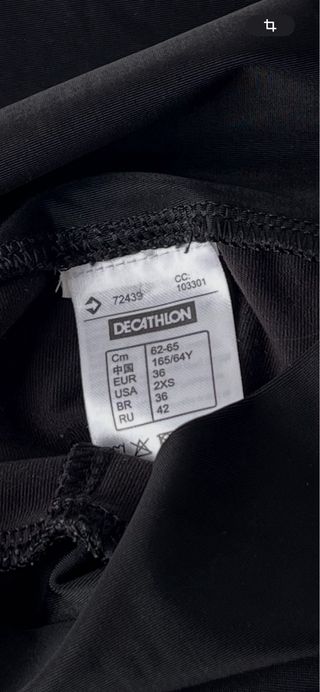 72439
CC:
103301
DECATHLON
Cm 62-65
中国 165/64Y
EUR 36
USA 2XS
BR 36
RU 42